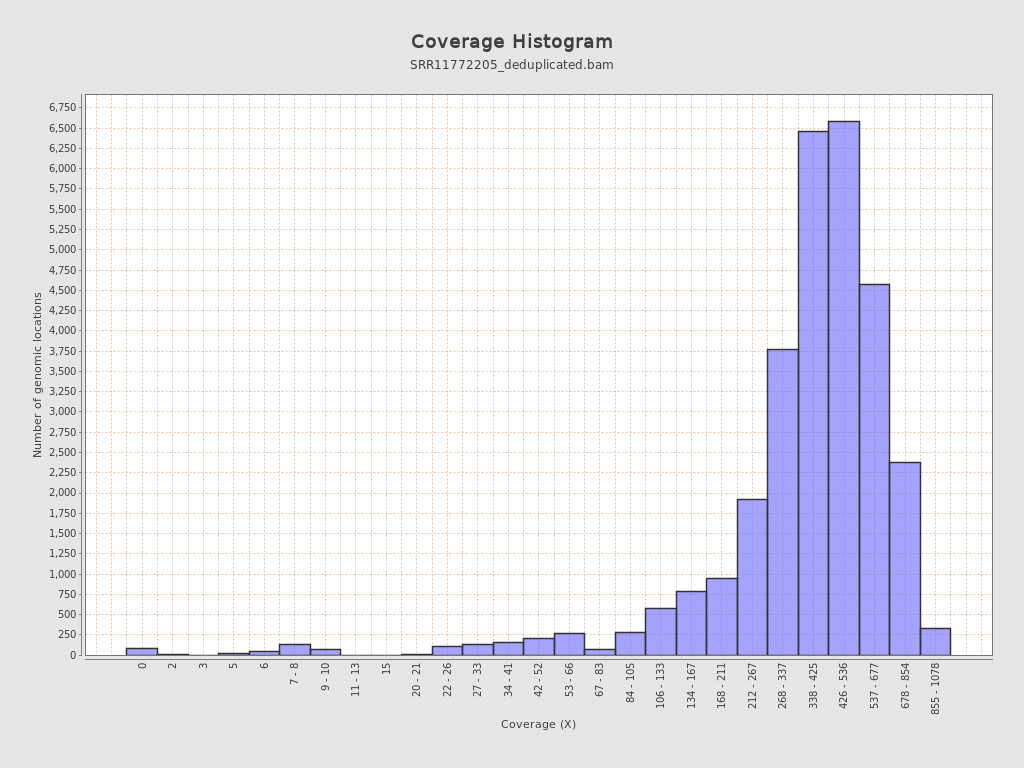 Coverage Histogram
SRR11772205_deduplicated.bam
Number of genomic locations
6,750
6,500
6,250
6,000
5,750
5,500
5,250
5,000
4,750
4,500
4,250
4,000
3,750
3,500
3,250
3,000
2,750
2,500
2,250
2,000
1,750
1,500
1,250
1,000
750
500
250
0
0
2
3
5
6
7 - 8
9 - 10
11 - 13
15
20 - 21
22 - 26
27 - 33
34 - 41
42 - 52
53 - 66
67 - 83
84 - 105
106 - 133
134 - 167
168 - 211
212 - 267
268 - 337
338 - 425
426 - 536
537 - 677
678 - 854
855 - 1078
Coverage (X)